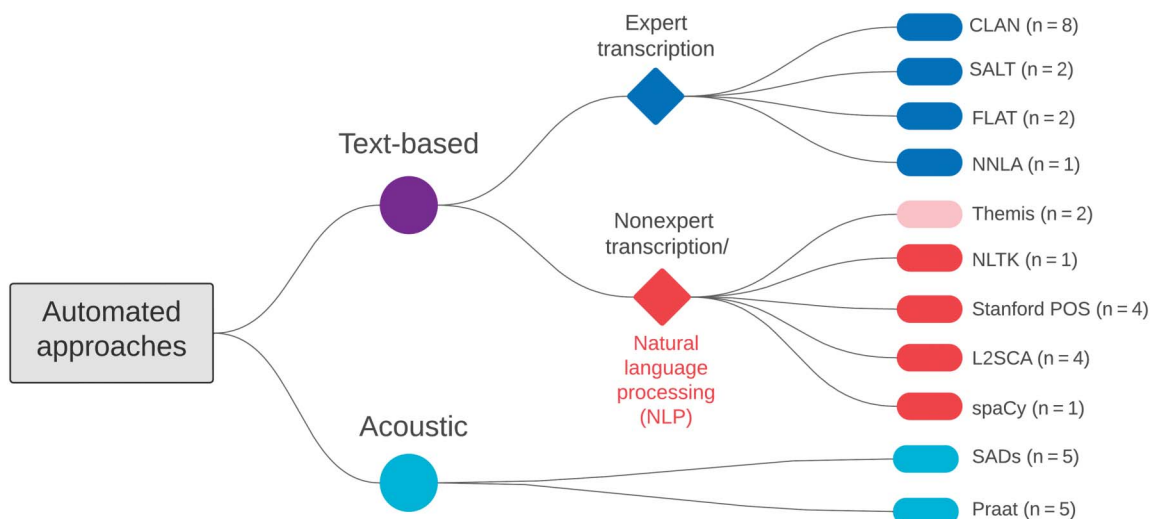 Automated
approaches
Text-based
Acoustic
Expert
transcription
Nonexpert
transcription/
Natural
language
processing
(NLP)
CLAN (n = 8)
SALT (n = 2)
FLAT (n = 2)
NNLA (n = 1)
Themis (n = 2)
NLTK (n = 1)
Stanford POS (n = 4)
L2SCA (n = 4)
spaCy (n = 1)
SADs (n = 5)
Praat (n = 5)